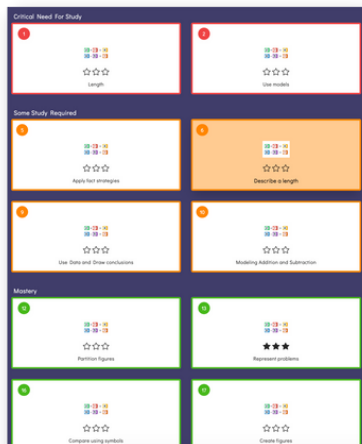 Critical Need For Study
1
2
Length
Use models
Some Study Required
5
6
Apply fact strategies
Describe a length
9
10
Use Data and Draw conclusions
Modeling Addition and Subtraction
Mastery
12
13
Partition figures
Represent problems
16
17
Compare using symbols
Create figures